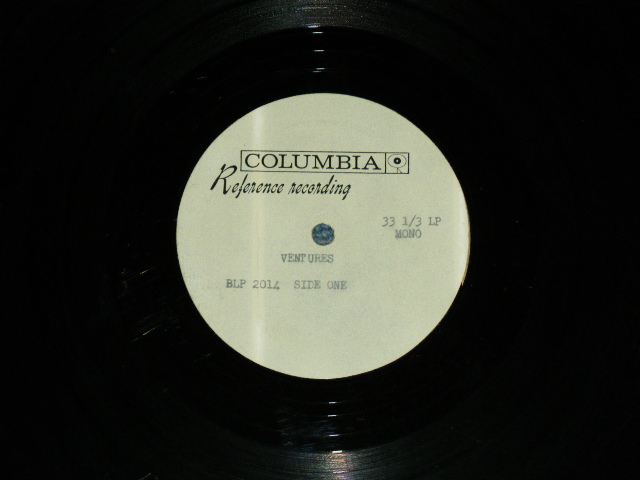 COLUMBIA
Reference recording
33 1/3 LP
MONO
VENTURES
BLP 2014 SIDE ONE